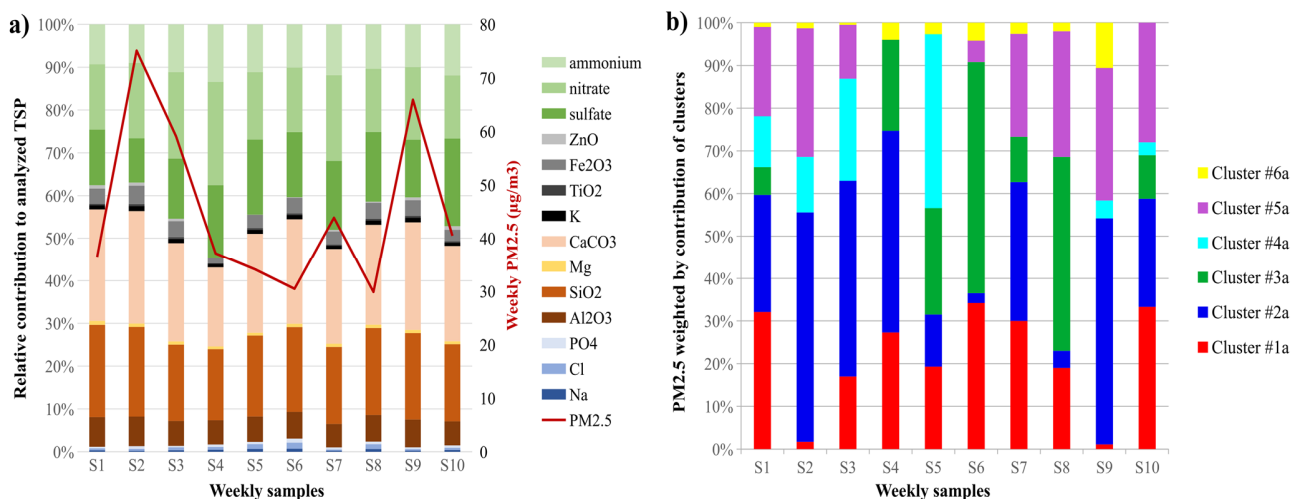 a)
Relative contribution to analyzed TSP
100%
90%
80%
70%
60%
50%
40%
30%
20%
10%
0%
S1 S2 S3 S4 S5 S6 S7 S8 S9 S10
Weekly samples
80
70
60
50
40
30
20
10
0
Weekly PM2.5 (µg/m3)
ammonium
nitrate
sulfate
ZnO
Fe2O3
TiO2
K
CaCO3
Mg
SiO2
Al2O3
PO4
Cl
Na
PM2.5
b)
PM2.5 weighted by contribution of clusters
100%
90%
80%
70%
60%
50%
40%
30%
20%
10%
0%
S1 S2 S3 S4 S5 S6 S7 S8 S9 S10
Weekly samples
Cluster #6a
Cluster #5a
Cluster #4a
Cluster #3a
Cluster #2a
Cluster #1a